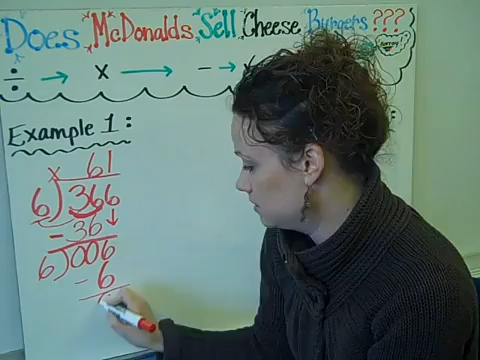 Does McDonalds Sell Cheese Burgers ???
÷ → x → -
Example 1:
x 61
6)366
- 36↓
6)006
- 6